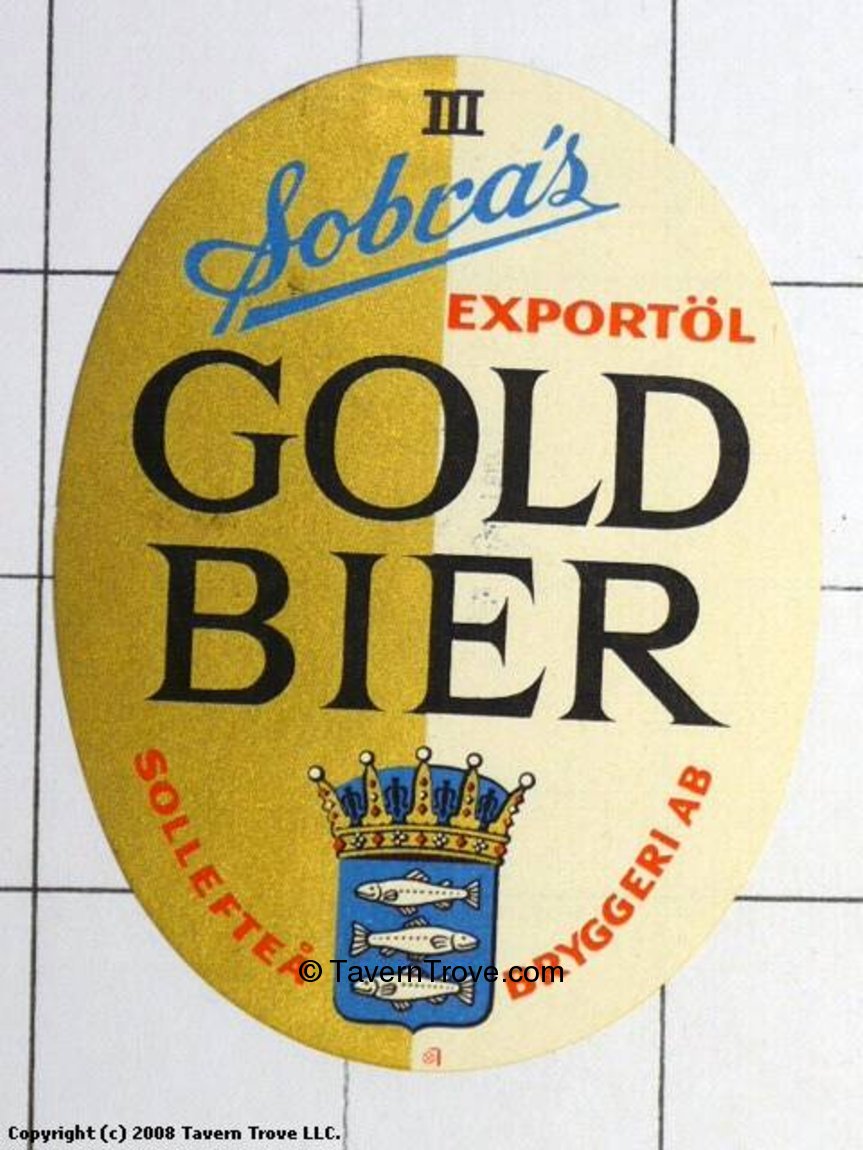 III
Sobra's
EXPORTÖL
GOLD
BIER
SOLLEFTEÅ BRYGGERI AB
© TavernTrove.com
Copyright (c) 2008 Tavern Trove LLC.